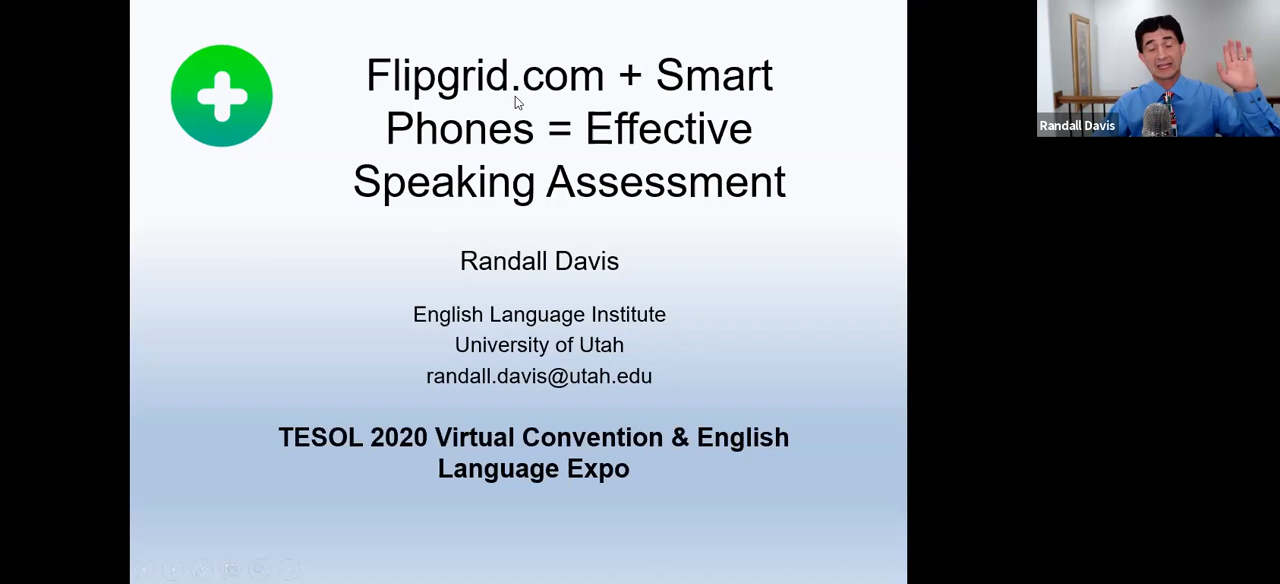 Flipgrid.com + Smart
Phones = Effective
Speaking Assessment
Randall Davis
English Language Institute
University of Utah
randall.davis@utah.edu
TESOL 2020 Virtual Convention & English
Language Expo
Randall Davis